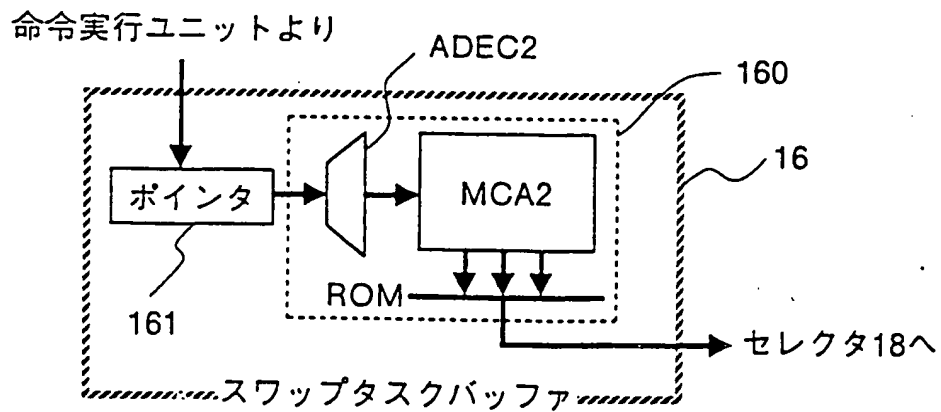 命令実行ユニットより
ADEC2
160
16
ポインタ
MCA2
ROM
161
セレクタ18へ
スワップタスクバッファ